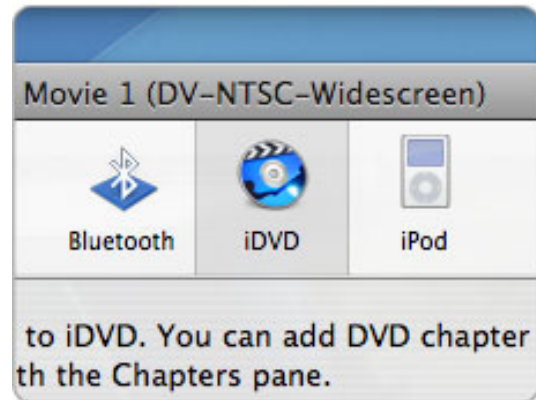 Movie 1 (DV-NTSC-Widescreen)
Bluetooth iDVD iPod
to iDVD. You can add DVD chapter
th the Chapters pane.